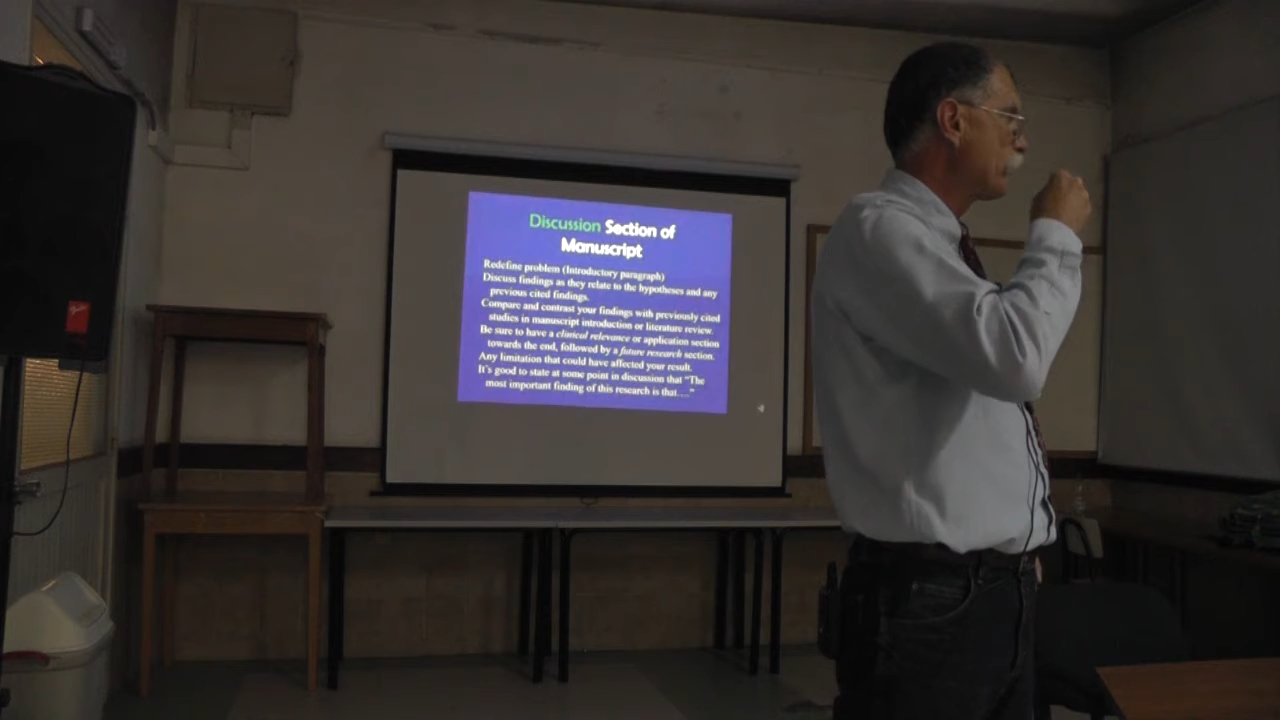 Discussion Section of
Manuscript
Redefine problem (Introductory paragraph)
Discuss findings as they relate to the hypotheses and any
previous cited findings.
Compare and contrast your findings with previously cited
studies in manuscript introduction or literature review.
Be sure to have a clinical relevance or application section
towards the end, followed by a future research section.
Any limitation that could have affected your result.
It's good to state at some point in discussion that "The
most important finding of this research is that...."